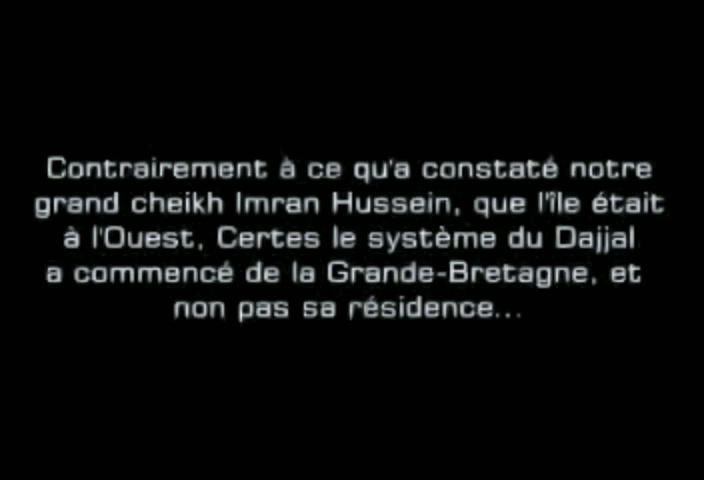 Contrairement à ce qu'a constaté notre
grand cheikh Imran Hussein, que l'île était
à l'Ouest, Certes le système du Dajjal
a commencé de la Grande-Bretagne, et
non pas sa résidence...